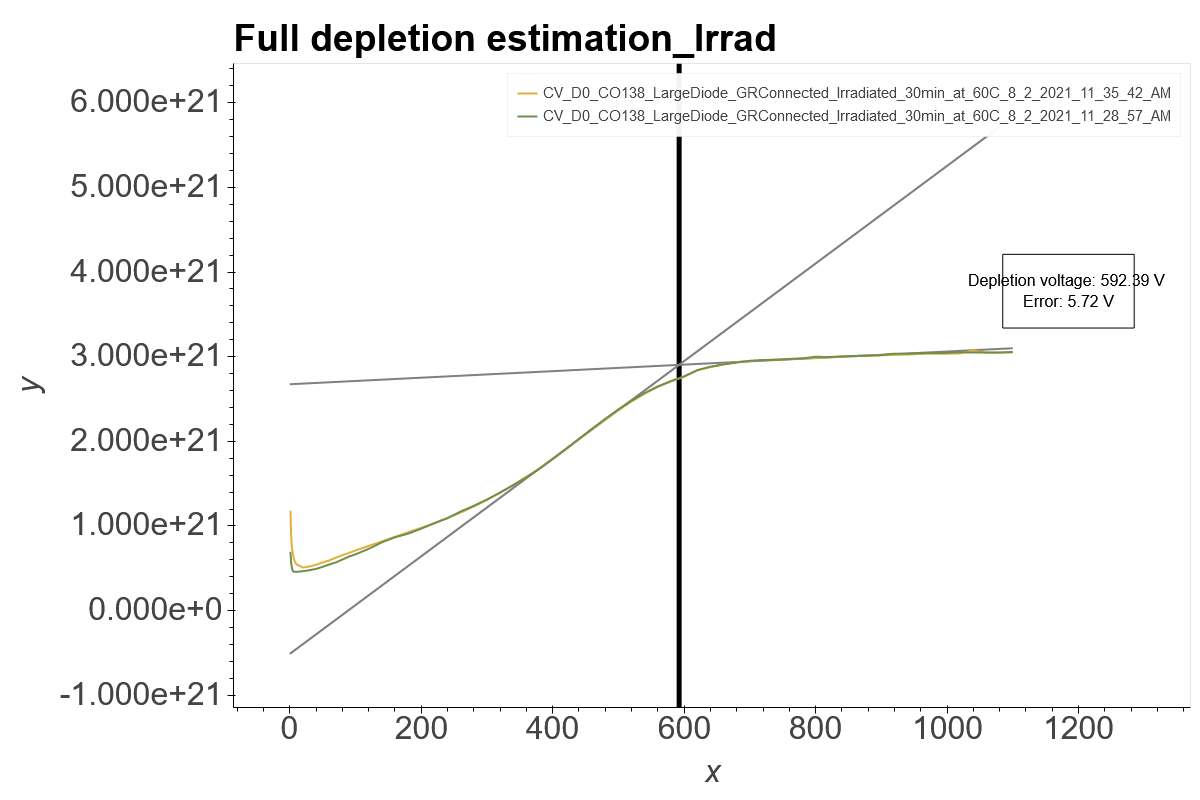 Full depletion estimation_Irrad
CV_D0_CO138_LargeDiode_GRConnected_Irradiated_30min_at_60C_8_2_2021_11_35_42_AM
CV_D0_CO138_LargeDiode_GRConnected_Irradiated_30min_at_60C_8_2_2021_11_28_57_AM
6.000e+21
5.000e+21
4.000e+21
3.000e+21
2.000e+21
1.000e+21
0.000e+0
-1.000e+21
y
Depletion voltage: 592.39 V
Error: 5.72 V
0 200 400 600 800 1000 1200
x